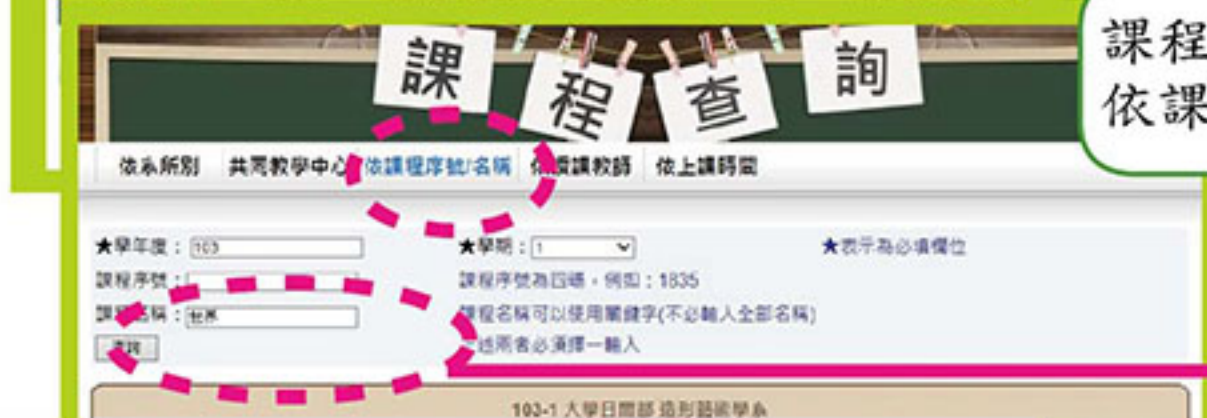 課程查詢
課程
依課
依系所別 共同教學中心 依課程序號/名稱 依授課教師 依上課時間
★學年度：103 ★學期：1 ★表示為必填欄位
課程序號： 課程序號為四碼，例如：1835
課程名稱：世界 課程名稱可以使用關鍵字(不必輸入全部名稱)
查詢 上述兩者必須擇一輸入
103-1 大學日間部 造形藝術學系